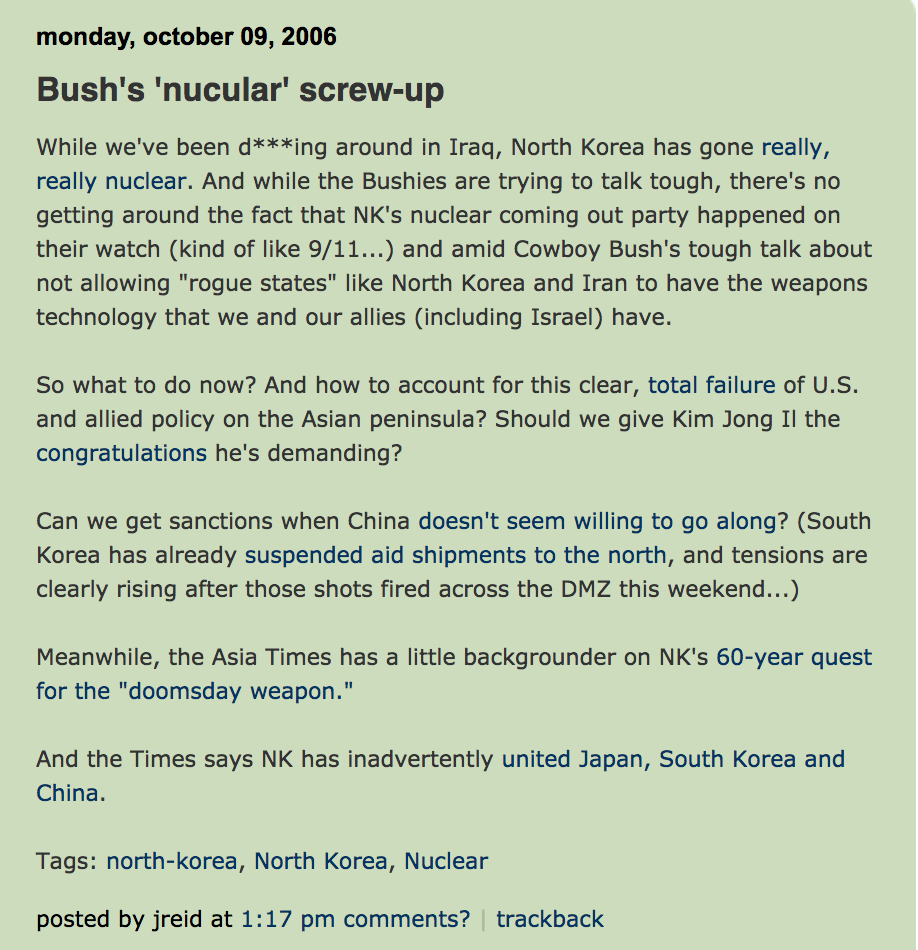 monday, october 09, 2006
Bush's 'nucular' screw-up
While we've been d***ing around in Iraq, North Korea has gone really,
really nuclear. And while the Bushies are trying to talk tough, there's no
getting around the fact that NK's nuclear coming out party happened on
their watch (kind of like 9/11...) and amid Cowboy Bush's tough talk about
not allowing "rogue states" like North Korea and Iran to have the weapons
technology that we and our allies (including Israel) have.
So what to do now? And how to account for this clear, total failure of U.S.
and allied policy on the Asian peninsula? Should we give Kim Jong Il the
congratulations he's demanding?
Can we get sanctions when China doesn't seem willing to go along? (South
Korea has already suspended aid shipments to the north, and tensions are
clearly rising after those shots fired across the DMZ this weekend...)
Meanwhile, the Asia Times has a little backgrounder on NK's 60-year quest
for the "doomsday weapon."
And the Times says NK has inadvertently united Japan, South Korea and
China.
Tags: north-korea, North Korea, Nuclear
posted by jreid at 1:17 pm comments? | trackback